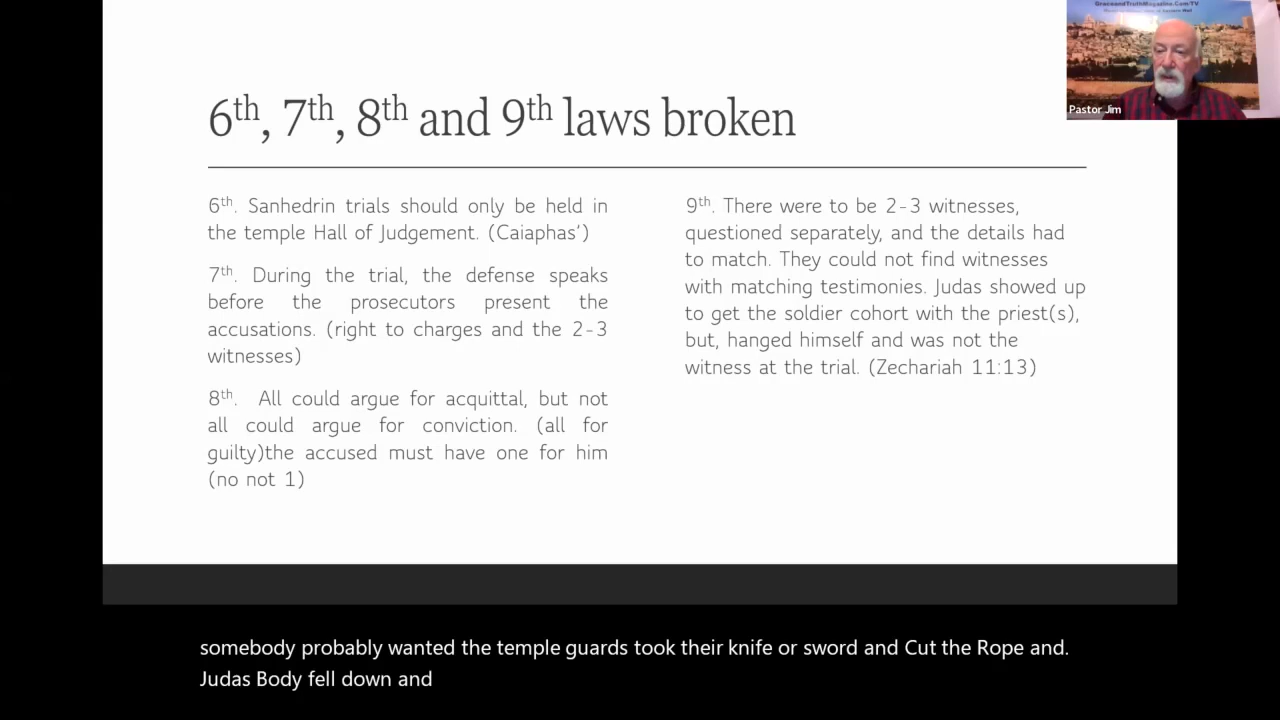 GraceandTruthMagazine.Com-TV
Pastor Jim
6th, 7th, 8th and 9th laws broken
6th. Sanhedrin trials should only be held in
the temple Hall of Judgement. (Caiaphas’)
7th. During the trial, the defense speaks
before the prosecutors present the
accusations. (right to charges and the 2-3
witnesses)
8th.  All could argue for acquittal, but not
all could argue for conviction. (all for
guilty)the accused must have one for him
(no not 1)
9th. There were to be 2-3 witnesses,
questioned separately, and the details had
to match. They could not find witnesses
with matching testimonies. Judas showed up
to get the soldier cohort with the priest(s),
but, hanged himself and was not the
witness at the trial. (Zechariah 11:13)
somebody probably wanted the temple guards took their knife or sword and Cut the Rope and.
Judas Body fell down and